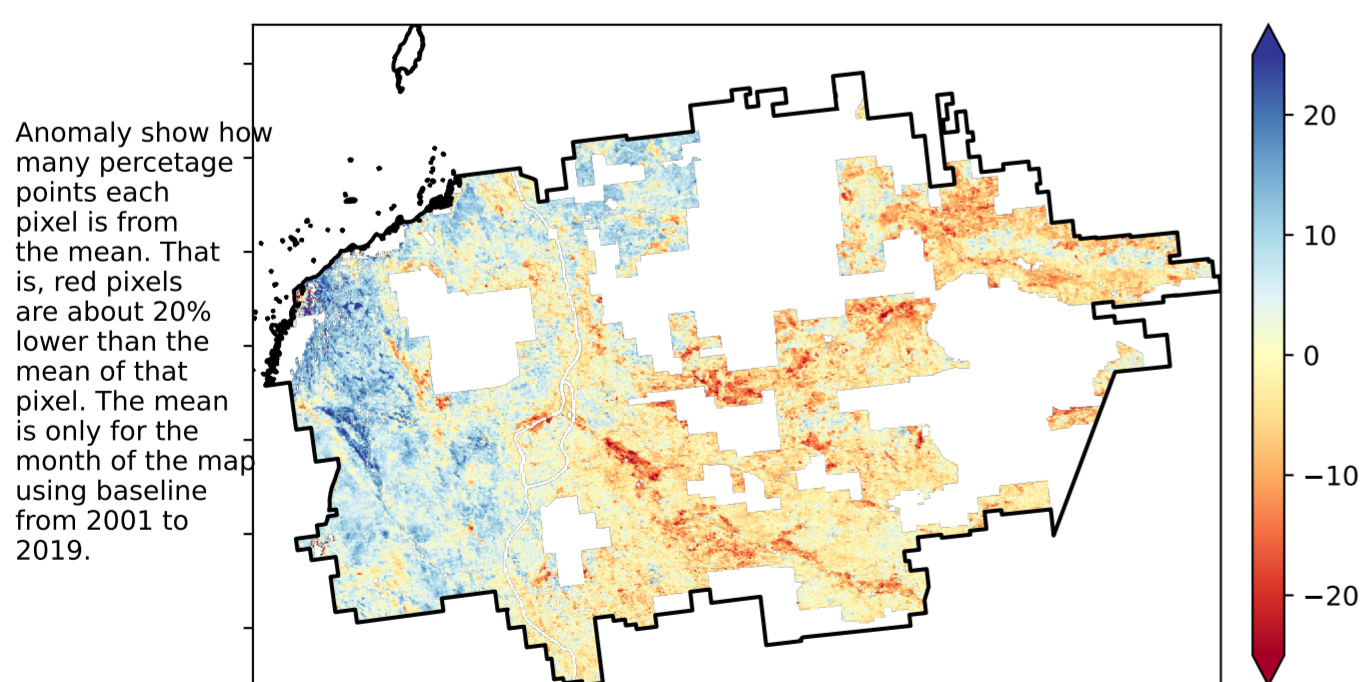 Anomaly show how
many percetage
points each
pixel is from
the mean. That
is, red pixels
are about 20%
lower than the
mean of that
pixel. The mean
is only for the
month of the map
using baseline
from 2001 to
2019.
20
10
0
−10
−20